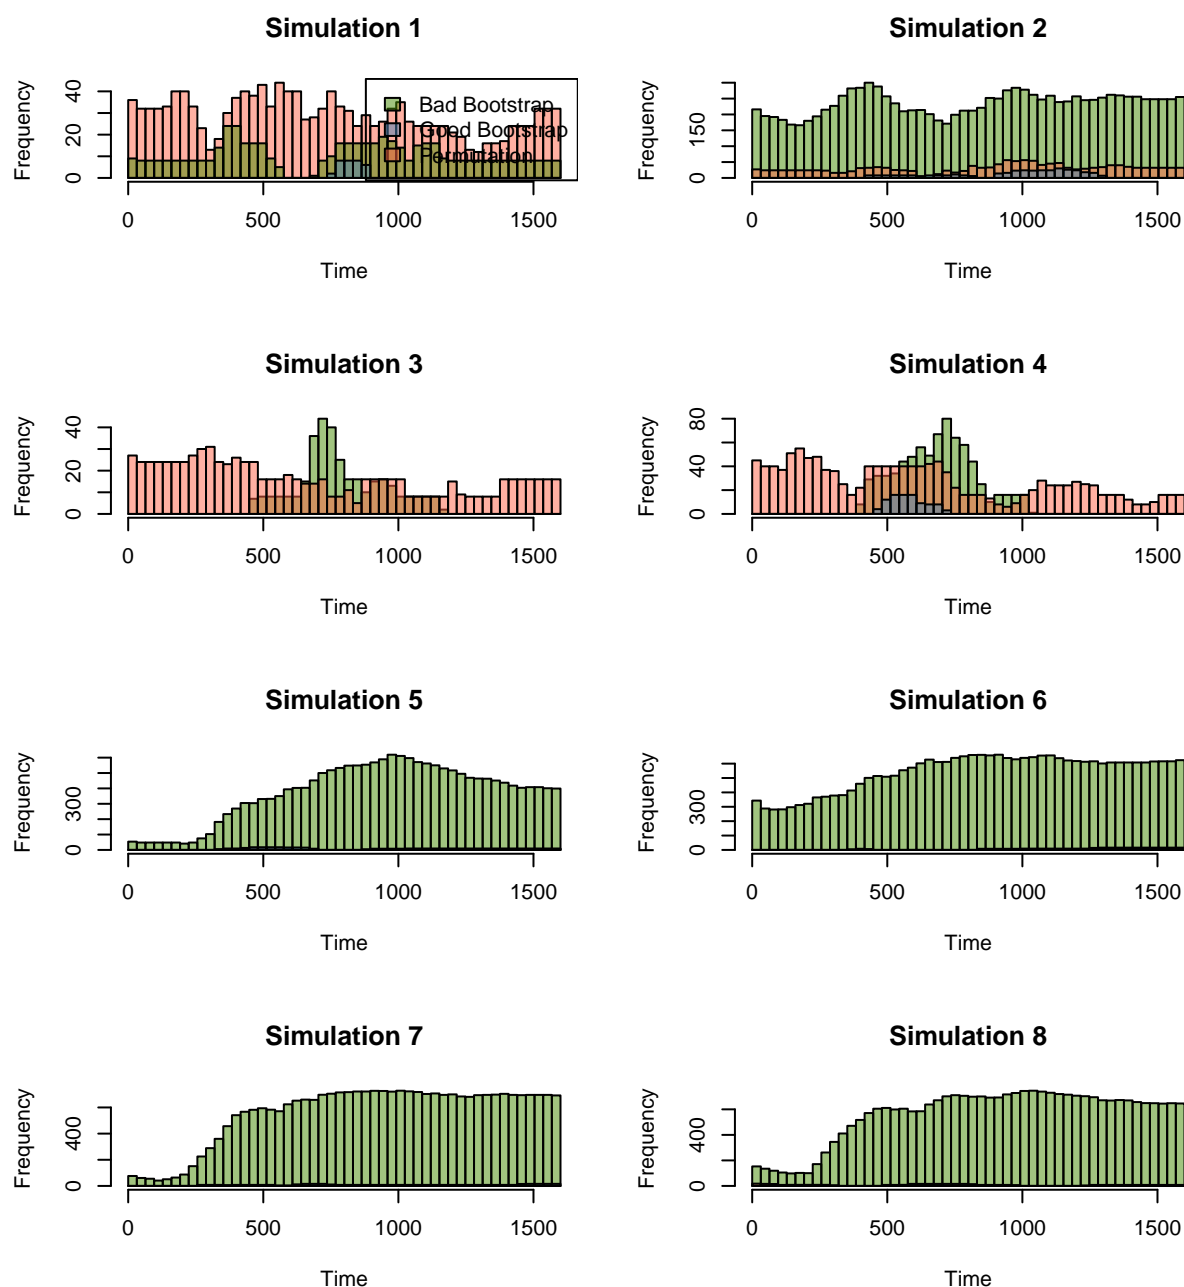 Simulation 1
Frequency
0 20 40
Bad Bootstrap
Good Bootstrap
Permutation
0 500 1000 1500
Time
Simulation 2
Frequency
0 150
0 500 1000 1500
Time
Simulation 3
Frequency
0 20 40
0 500 1000 1500
Time
Simulation 4
Frequency
0 40 80
0 500 1000 1500
Time
Simulation 5
Frequency
0 300
0 500 1000 1500
Time
Simulation 6
Frequency
0 300
0 500 1000 1500
Time
Simulation 7
Frequency
0 400
0 500 1000 1500
Time
Simulation 8
Frequency
0 400
0 500 1000 1500
Time